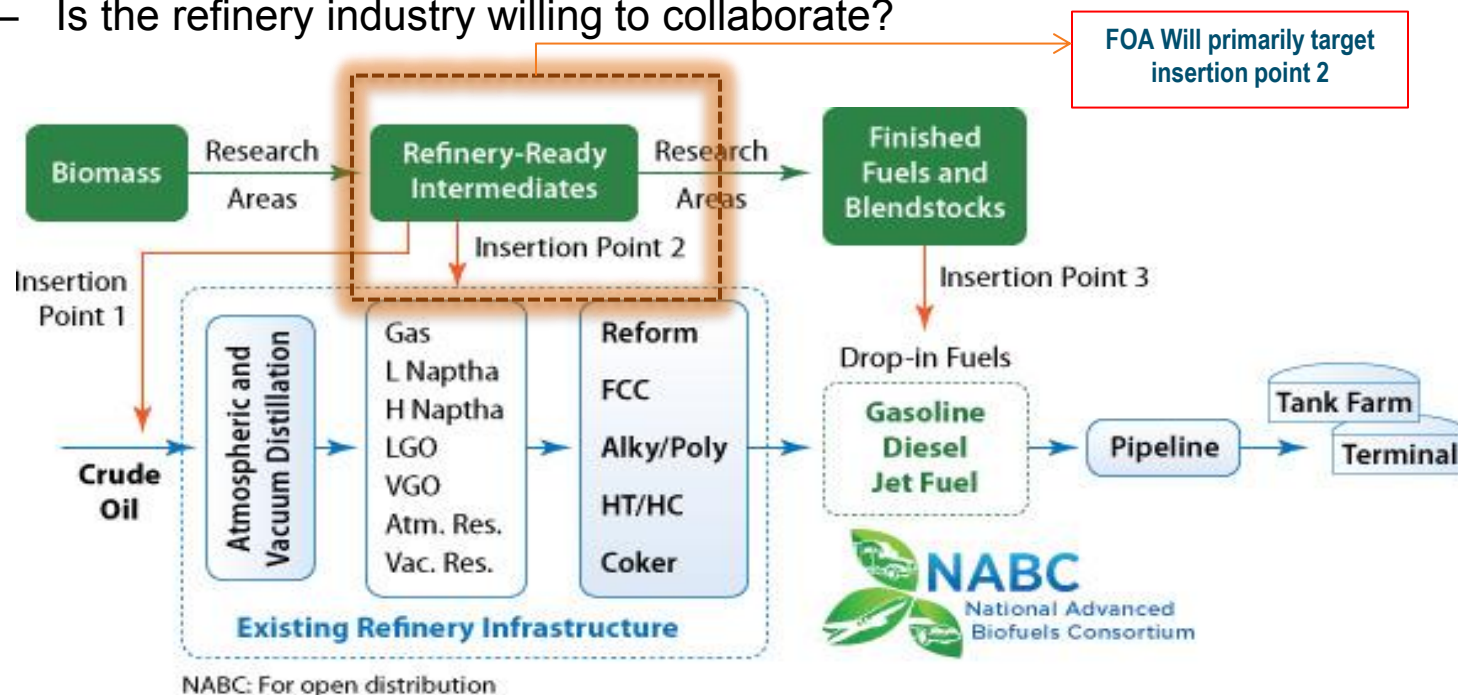 – Is the refinery industry willing to collaborate?
FOA Will primarily target
insertion point 2
Biomass
Research
Areas
Refinery-Ready
Intermediates
Research
Areas
Finished
Fuels and
Blendstocks
Insertion
Point 1
Insertion Point 2
Insertion Point 3
Crude
Oil
Atmospheric and
Vacuum Distillation
Gas
L Naptha
H Naptha
LGO
VGO
Atm. Res.
Vac. Res.
Reform
FCC
Alky/Poly
HT/HC
Coker
Existing Refinery Infrastructure
Drop-in Fuels
Gasoline
Diesel
Jet Fuel
Pipeline
Tank Farm
Terminal
NABC
National Advanced
Biofuels Consortium
NABC: For open distribution